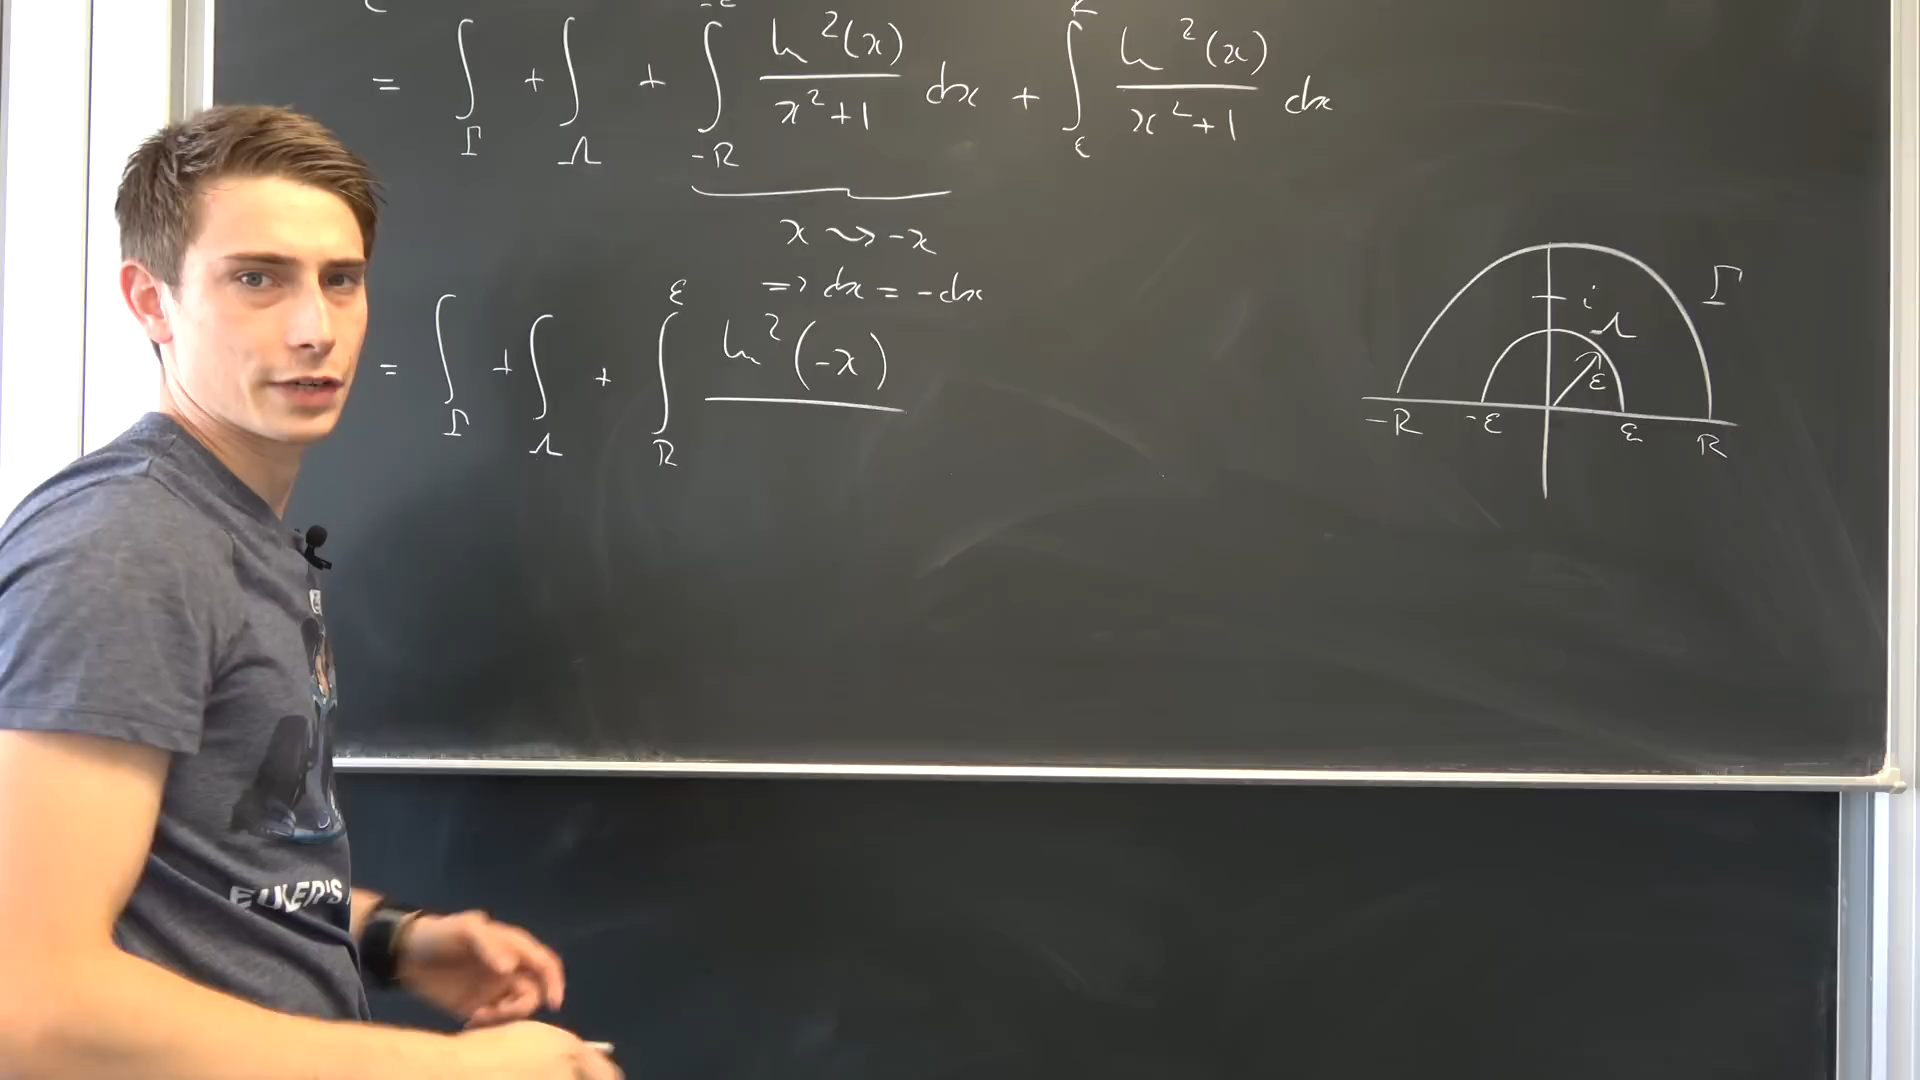 = ∫_Γ + ∫_Λ + ∫_{-R}^{-ε} ln²(x)/(x²+1) dx + ∫_ε^R ln²(x)/(x²+1) dx
x ⇝ -x
=> dx = -dx
= ∫_Γ + ∫_Λ + ∫_R^ε ln²(-x)
i
Γ
Λ
ε
-R -ε ε R
EULER'S